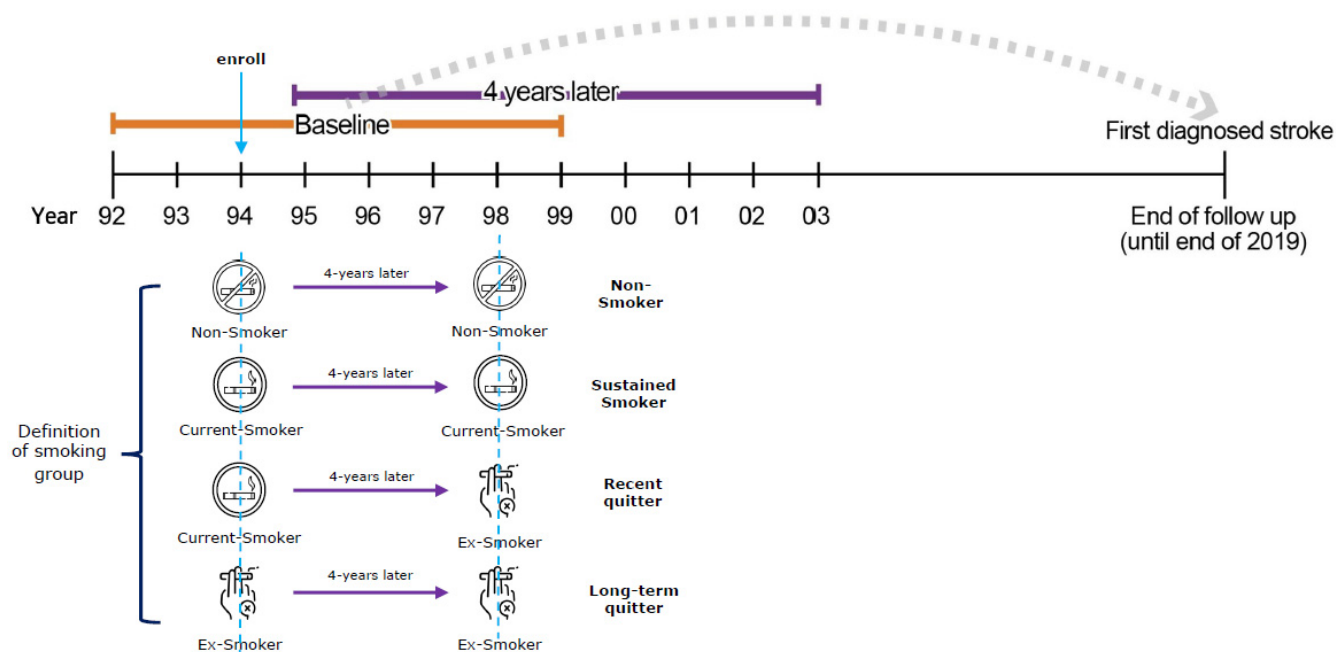 enroll
4 years later
Baseline
First diagnosed stroke
Year 92 93 94 95 96 97 98 99 00 01 02 03
End of follow up
(until end of 2019)
4-years later
Non-
Smoker
Non-Smoker
Non-Smoker
4-years later
Sustained
Smoker
Current-Smoker
Current-Smoker
Definition
of smoking
group
4-years later
Recent
quitter
Current-Smoker
Ex-Smoker
4-years later
Long-term
quitter
Ex-Smoker
Ex-Smoker